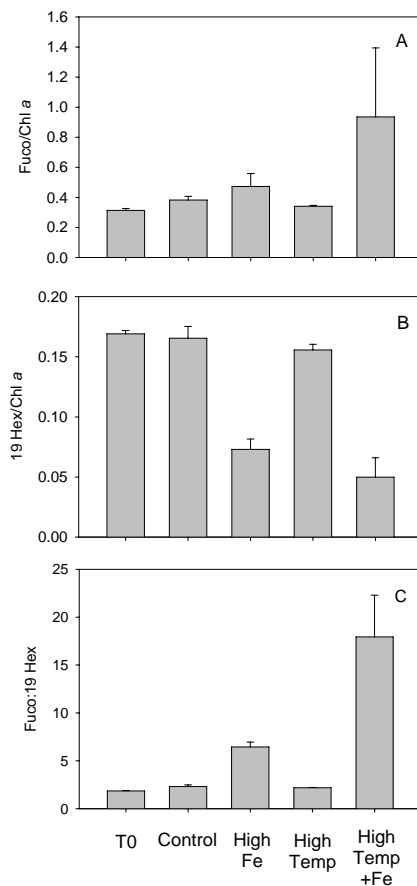 A
1.6
1.4
1.2
1.0
0.8
0.6
0.4
0.2
0.0
Fuco/Chl a
B
0.20
0.15
0.10
0.05
0.00
19 Hex/Chl a
C
25
20
15
10
5
0
Fuco:19 Hex
T0 Control High Fe High Temp High Temp +Fe